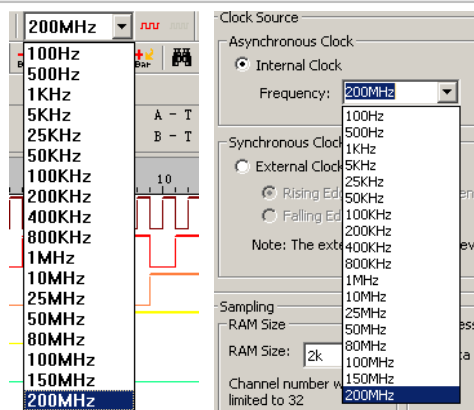 200MHz
100Hz
500Hz
1KHz
5KHz
25KHz
50KHz
100KHz
200KHz
400KHz
800KHz
1MHz
10MHz
25MHz
50MHz
80MHz
100MHz
150MHz
200MHz
Bar
A - T
B - T
10
Clock Source
Asynchronous Clock
Internal Clock
Frequency: 200MHz
100Hz
500Hz
1KHz
5KHz
25KHz
50KHz
100KHz
200KHz
400KHz
800KHz
1MHz
10MHz
25MHz
50MHz
80MHz
100MHz
150MHz
200MHz
Synchronous Clock
External Clock
Rising
Falling
Note: The
Sampling
RAM Size
RAM Size: 2k
Channel number
limited to 32